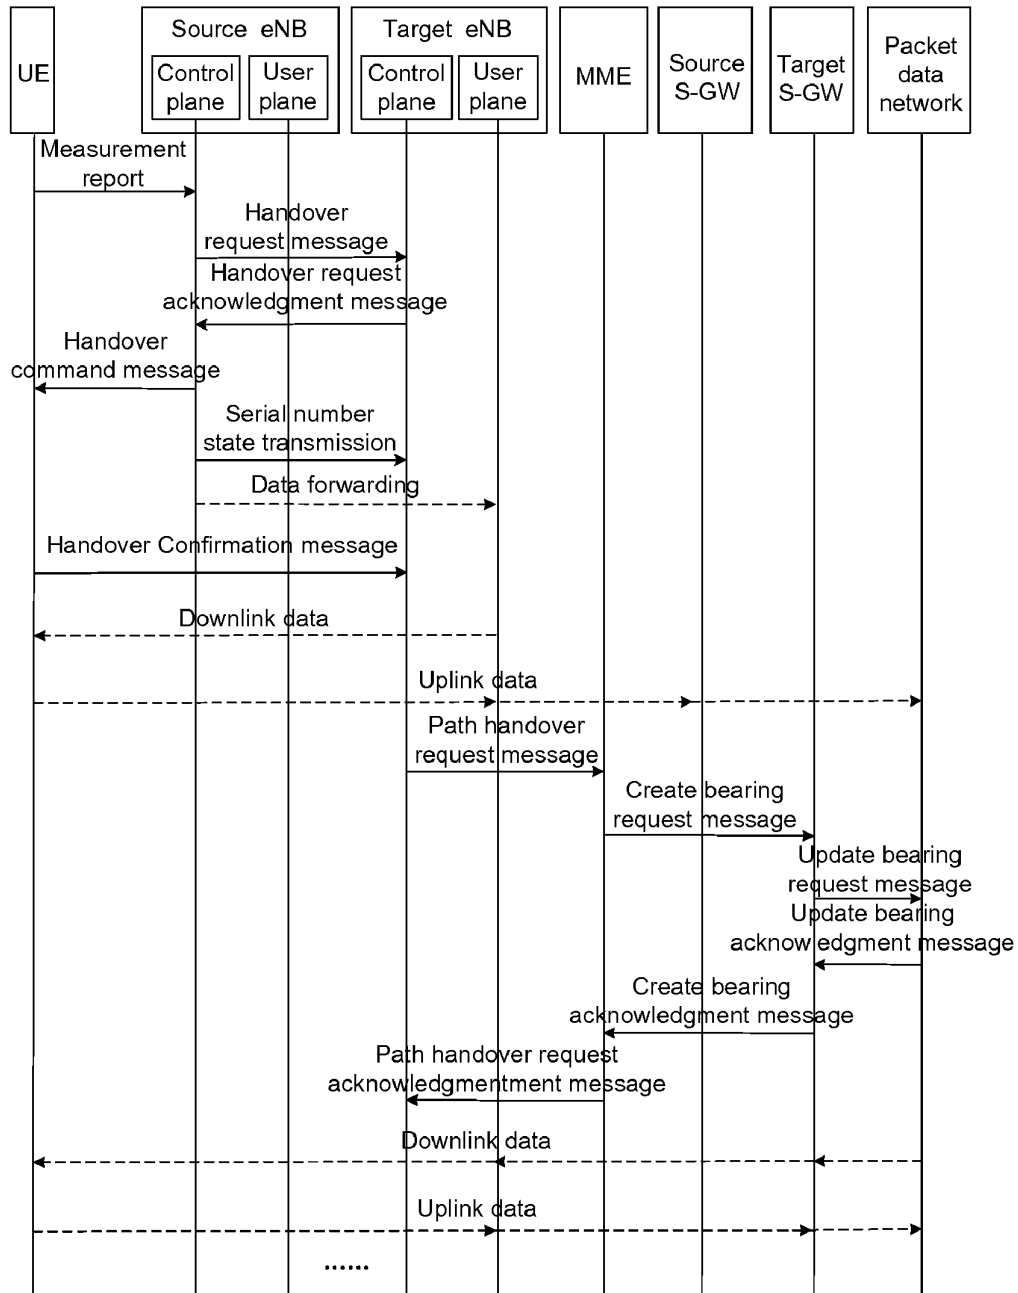 UE
Source eNB
Control
plane
User
plane
Target eNB
Control
plane
User
plane
MME
Source
S-GW
Target
S-GW
Packet
data
network
Measurement
report
Handover
request message
Handover request
acknowledgment message
Handover
command message
Serial number
state transmission
Data forwarding
Handover Confirmation message
Downlink data
Uplink data
Path handover
request message
Create bearing
request message
Update bearing
request message
Update bearing
acknowledgment message
Create bearing
acknowledgment message
Path handover request
acknowledgmentment message
Downlink data
Uplink data
......